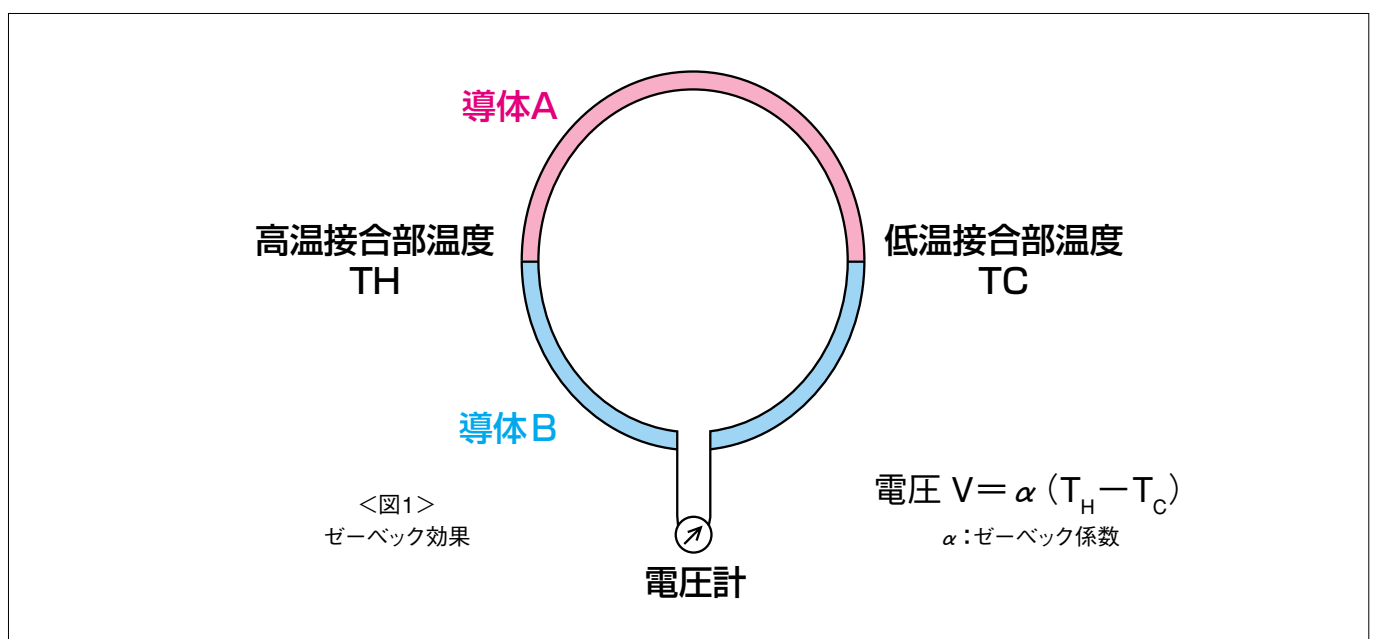 導体A
高温接合部温度
TH
低温接合部温度
TC
導体B
<図1>
ゼーベック効果
電圧 V=α(TH−TC)
α:ゼーベック係数
電圧計